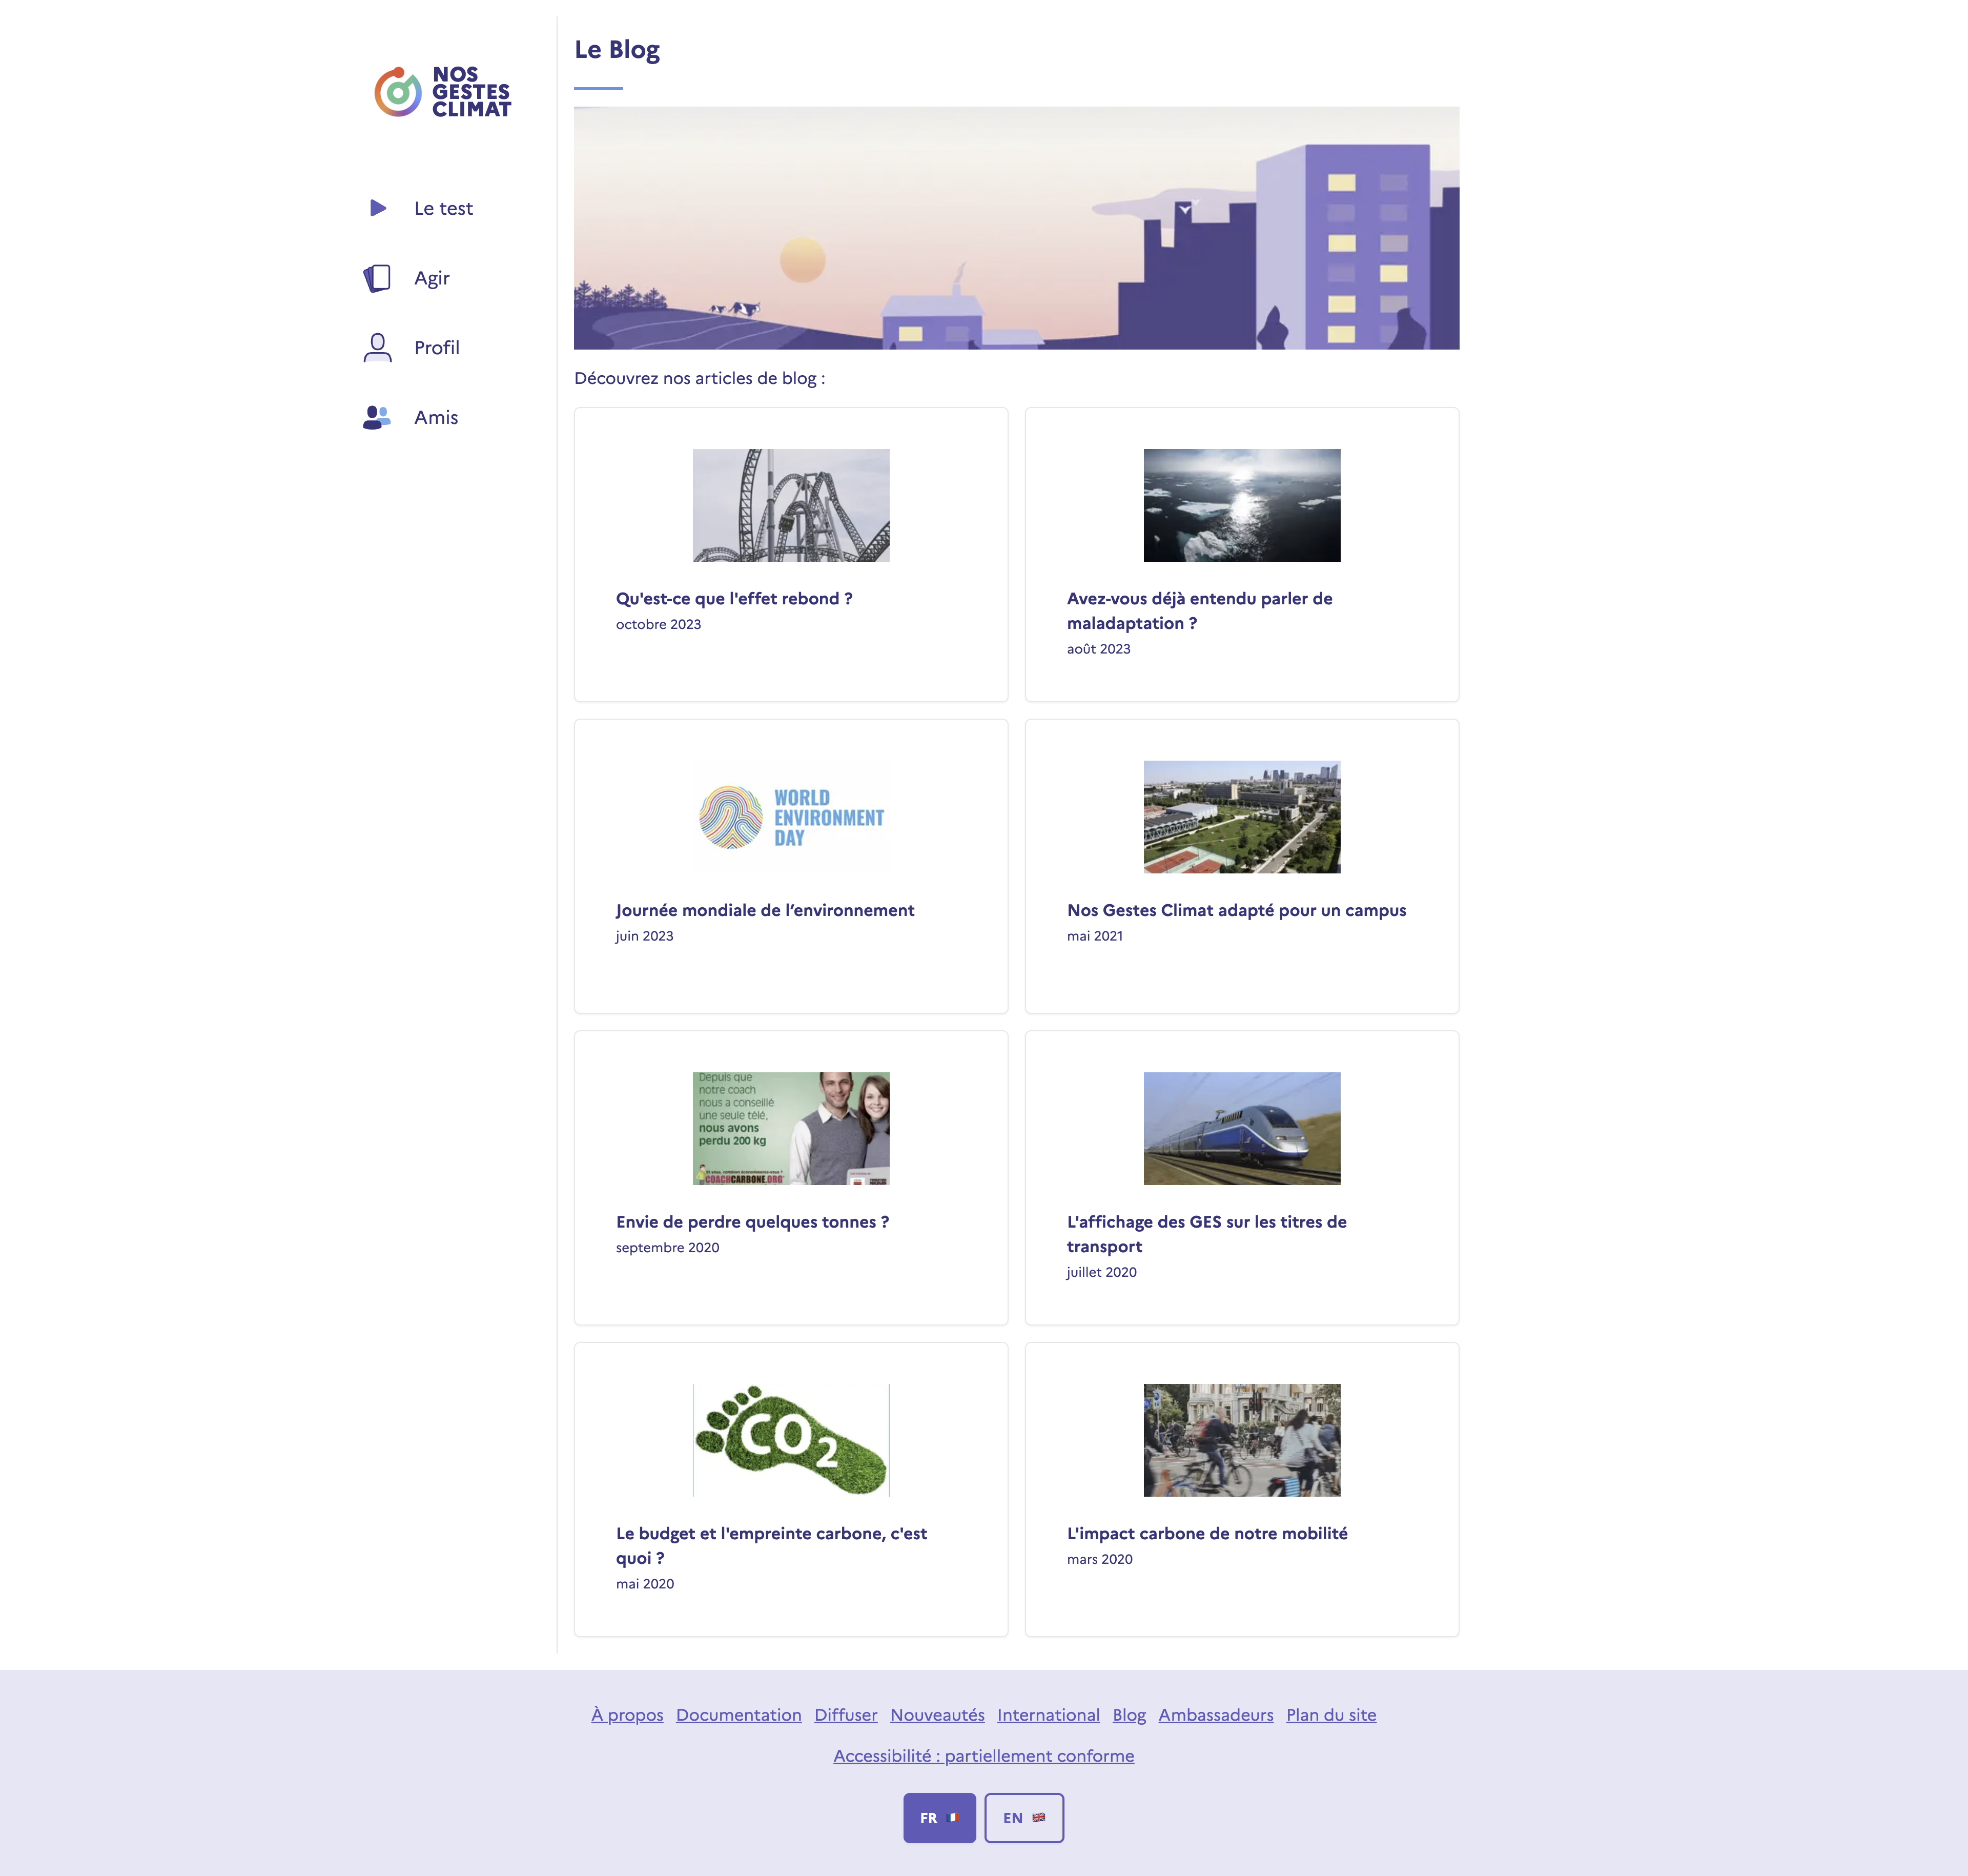 NOS
GESTES
CLIMAT
Le test
Agir
Profil
Amis
Le Blog
Découvrez nos articles de blog :
Qu'est-ce que l'effet rebond ?
octobre 2023
Avez-vous déjà entendu parler de
maladaptation ?
août 2023
WORLD
ENVIRONMENT
DAY
Journée mondiale de l’environnement
juin 2023
Nos Gestes Climat adapté pour un campus
mai 2021
Depuis que
notre coach
nous a conseillé
une seule télé,
nous avons
perdu 200 kg
COACHCARBONE.ORG
Envie de perdre quelques tonnes ?
septembre 2020
L'affichage des GES sur les titres de
transport
juillet 2020
CO2
Le budget et l'empreinte carbone, c'est
quoi ?
mai 2020
L'impact carbone de notre mobilité
mars 2020
À propos Documentation Diffuser Nouveautés International Blog Ambassadeurs Plan du site
Accessibilité : partiellement conforme
FR EN